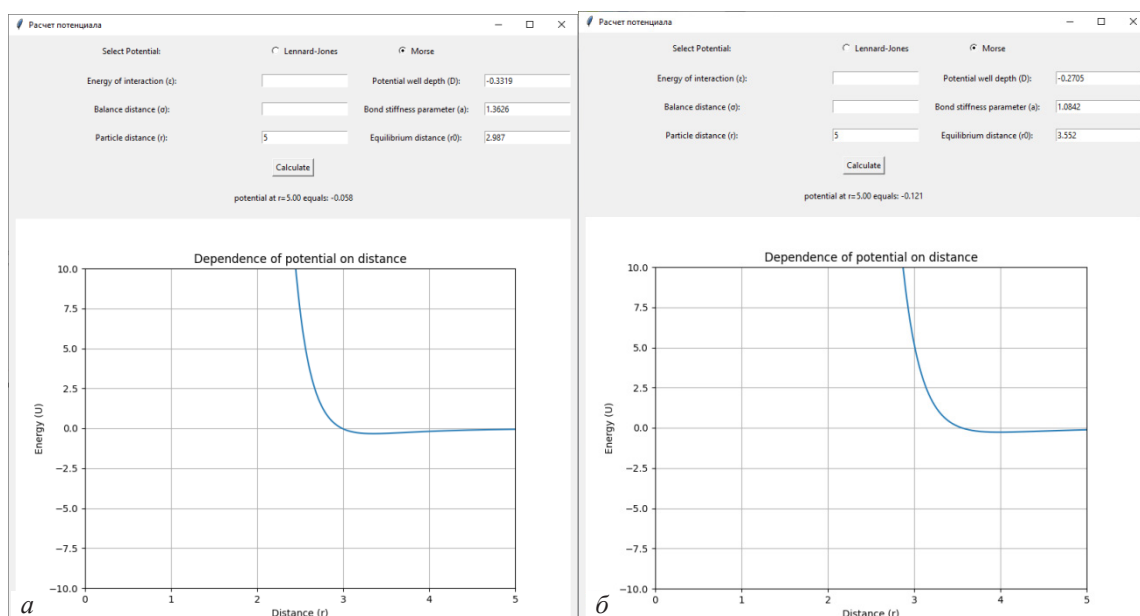 Расчет потенциала
Select Potential: Lennard-Jones Morse
Energy of interaction (ε): Potential well depth (D): -0.3319
Balance distance (σ): Bond stiffness parameter (a): 1.3626
Particle distance (r): 5 Equilibrium distance (r0): 2.987
Calculate
potential at r=5.00 equals: -0.058
Dependence of potential on distance
Energy (U)
10.0
7.5
5.0
2.5
0.0
−2.5
−5.0
−7.5
−10.0
0 1 2 3 4 5
Distance (r)
а
Расчет потенциала
Select Potential: Lennard-Jones Morse
Energy of interaction (ε): Potential well depth (D): -0.2705
Balance distance (σ): Bond stiffness parameter (a): 1.0842
Particle distance (r): 5 Equilibrium distance (r0): 3.552
Calculate
potential at r=5.00 equals: -0.121
Dependence of potential on distance
Energy (U)
10.0
7.5
5.0
2.5
0.0
−2.5
−5.0
−7.5
−10.0
0 1 2 3 4 5
Distance (r)
б